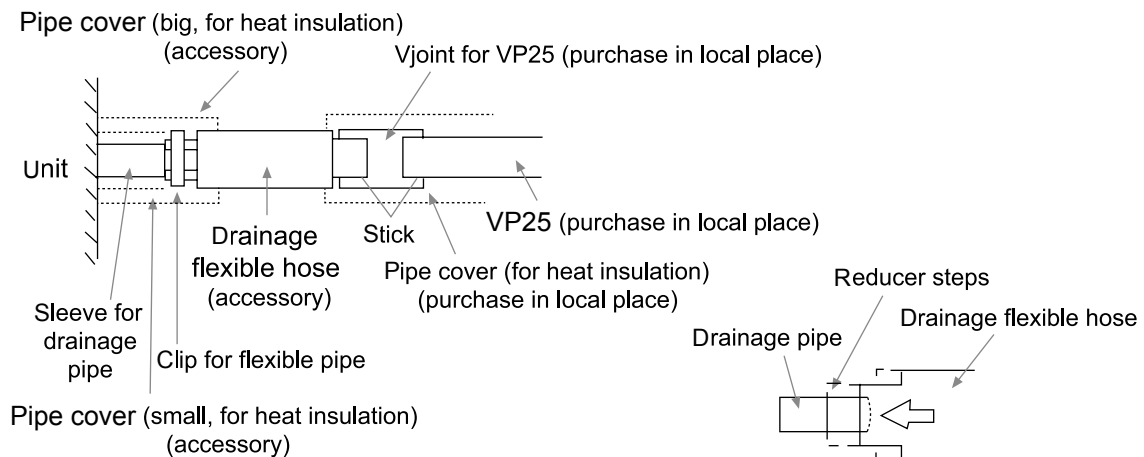 Pipe cover (big, for heat insulation)
(accessory)
Vjoint for VP25 (purchase in local place)
Unit
VP25 (purchase in local place)
Drainage
flexible hose
(accessory)
Stick
Pipe cover (for heat insulation)
(purchase in local place)
Sleeve for
drainage
pipe
Clip for flexible pipe
Pipe cover (small, for heat insulation)
(accessory)
Reducer steps
Drainage flexible hose
Drainage pipe